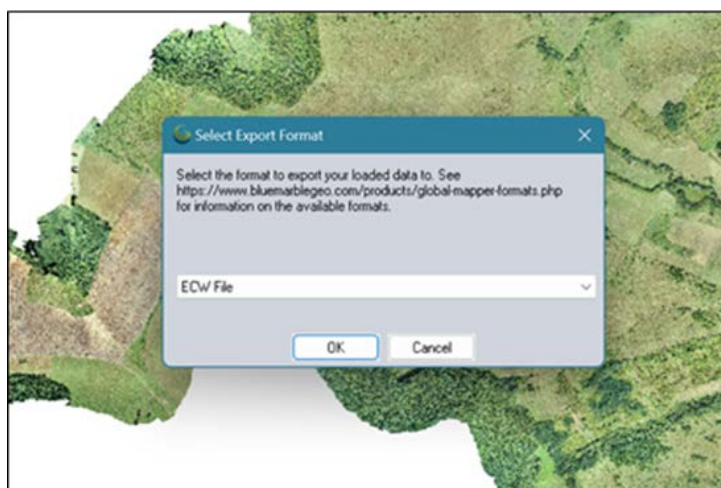 Select Export Format
Select the format to export your loaded data to. See
https://www.bluemarblegeo.com/products/global-mapper-formats.php
for information on the available formats.
ECW File
OK
Cancel